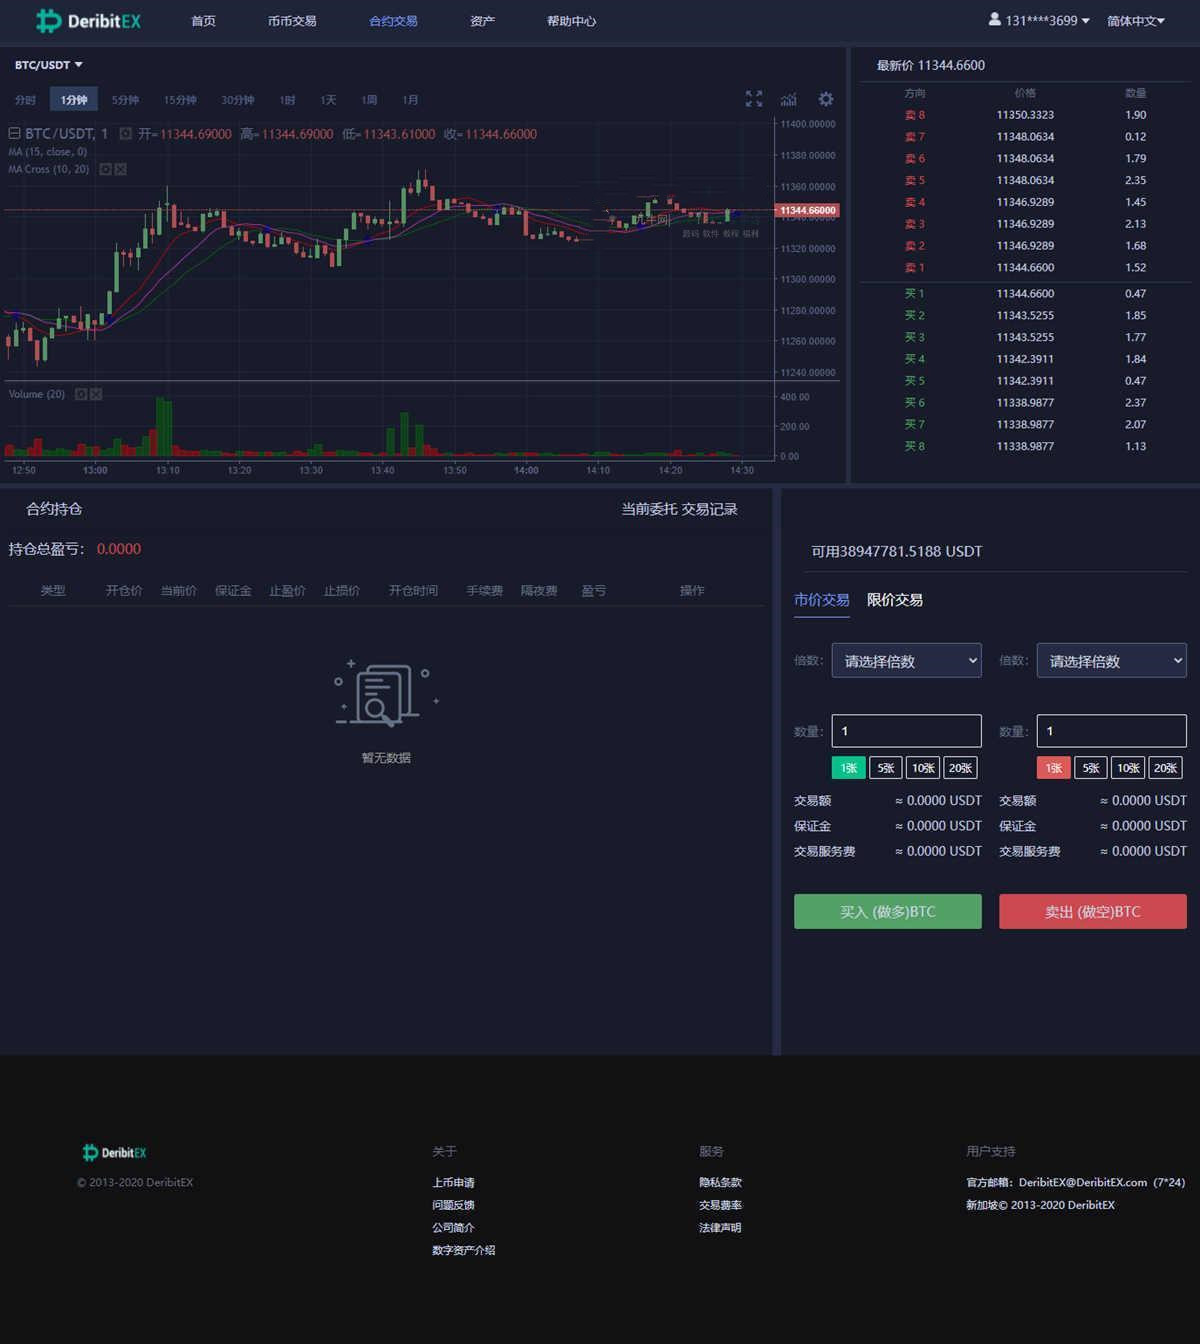 DeribitEX 首页 币币交易 合约交易 资产 帮助中心 131****3699 简体中文
BTC/USDT
分时 1分钟 5分钟 15分钟 30分钟 1时 1天 1周 1月
BTC/USDT, 1 开=11344.69000 高=11344.69000 低=11343.61000 收=11344.66000
MA (15, close, 0)
MA Cross (10, 20)
11400.00000
11380.00000
11360.00000
11344.66000
11340.00000
11320.00000
11300.00000
11280.00000
11260.00000
11240.00000
源码 软件 教程 福利
Volume (20)
400.00
200.00
0.00
12:50 13:00 13:10 13:20 13:30 13:40 13:50 14:00 14:10 14:20 14:30
最新价 11344.6600
方向 价格 数量
卖 8 11350.3323 1.90
卖 7 11348.0634 0.12
卖 6 11348.0634 1.79
卖 5 11348.0634 2.35
卖 4 11346.9289 1.45
卖 3 11346.9289 2.13
卖 2 11346.9289 1.68
卖 1 11344.6600 1.52
买 1 11344.6600 0.47
买 2 11343.5255 1.85
买 3 11343.5255 1.77
买 4 11342.3911 1.84
买 5 11342.3911 0.47
买 6 11338.9877 2.37
买 7 11338.9877 2.07
买 8 11338.9877 1.13
合约持仓 当前委托 交易记录
持仓总盈亏： 0.0000
类型 开仓价 当前价 保证金 止盈价 止损价 开仓时间 手续费 隔夜费 盈亏 操作
暂无数据
可用38947781.5188 USDT
市价交易 限价交易
倍数: 请选择倍数 倍数: 请选择倍数
数量: 1 数量: 1
1张 5张 10张 20张 1张 5张 10张 20张
交易额 ≈ 0.0000 USDT 交易额 ≈ 0.0000 USDT
保证金 ≈ 0.0000 USDT 保证金 ≈ 0.0000 USDT
交易服务费 ≈ 0.0000 USDT 交易服务费 ≈ 0.0000 USDT
买入 (做多)BTC 卖出 (做空)BTC
DeribitEX
© 2013-2020 DeribitEX
关于
上币申请
问题反馈
公司简介
数字资产介绍
服务
隐私条款
交易费率
法律声明
用户支持
官方邮箱：DeribitEX@DeribitEX.com（7*24）
新加坡© 2013-2020 DeribitEX